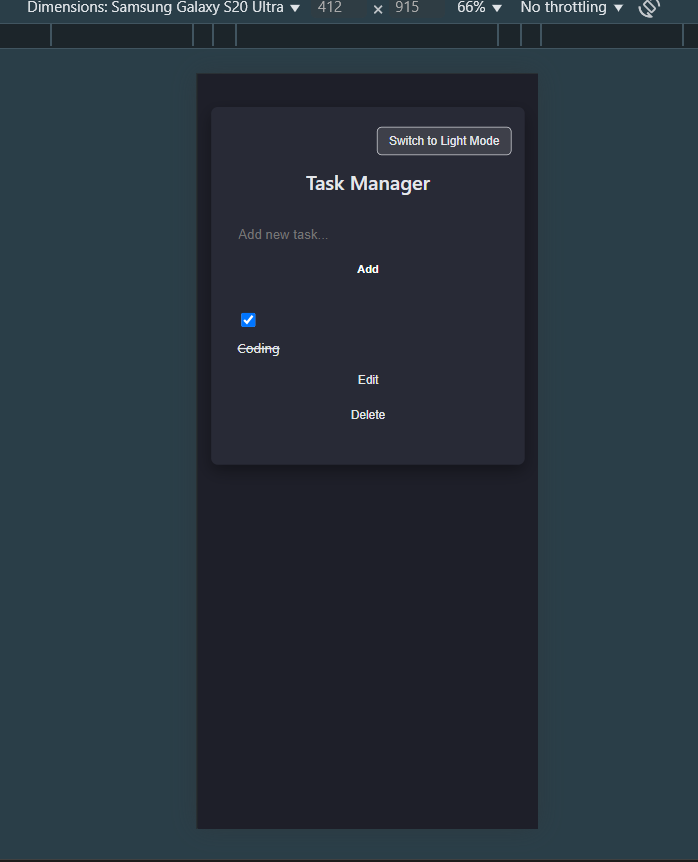 Dimensions: Samsung Galaxy S20 Ultra 412 × 915 66% No throttling
Switch to Light Mode
Task Manager
Add new task...
Add
Coding
Edit
Delete